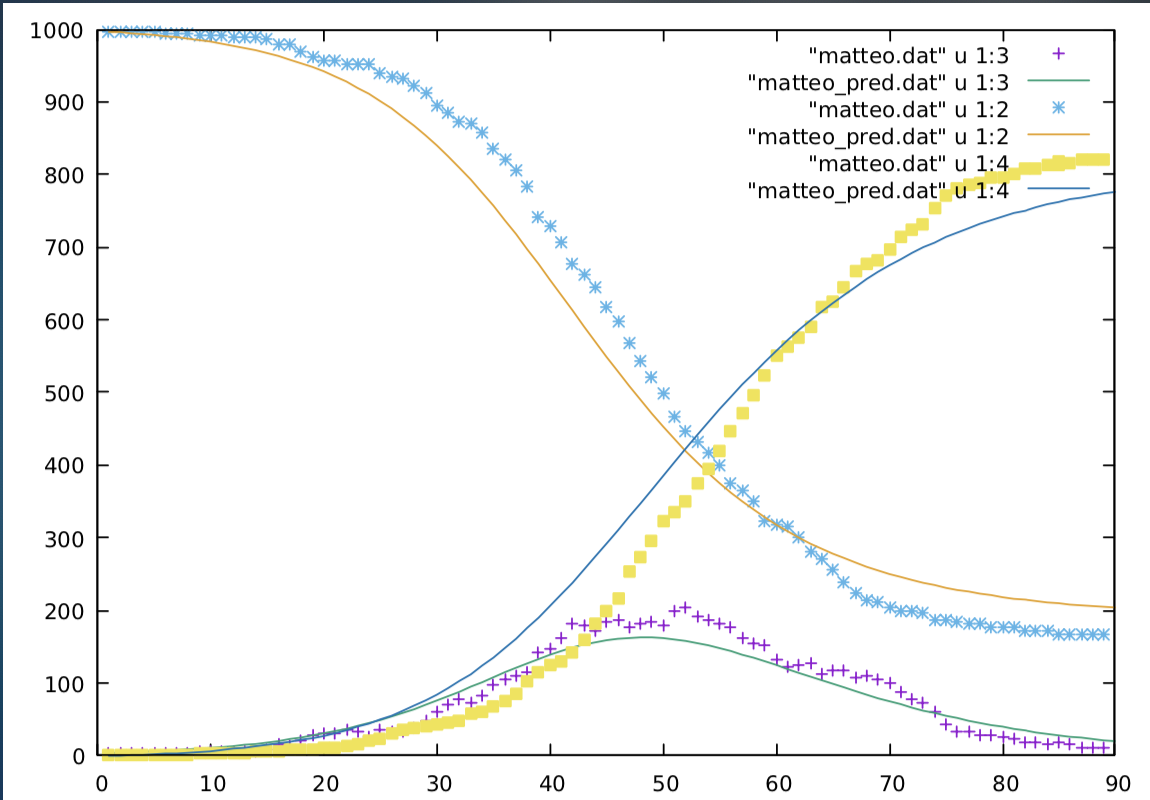 1000
900
800
700
600
500
400
300
200
100
0
"matteo.dat" u 1:3
"matteo_pred.dat" u 1:3
"matteo.dat" u 1:2
"matteo_pred.dat" u 1:2
"matteo.dat" u 1:4
"matteo_pred.dat" u 1:4
0 10 20 30 40 50 60 70 80 90